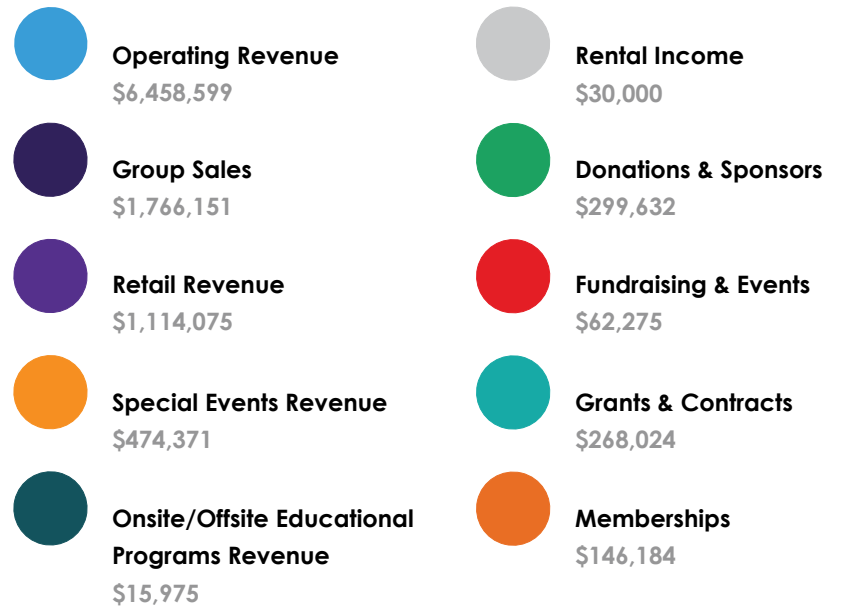 Operating Revenue
$6,458,599
Group Sales
$1,766,151
Retail Revenue
$1,114,075
Special Events Revenue
$474,371
Onsite/Offsite Educational
Programs Revenue
$15,975
Rental Income
$30,000
Donations & Sponsors
$299,632
Fundraising & Events
$62,275
Grants & Contracts
$268,024
Memberships
$146,184